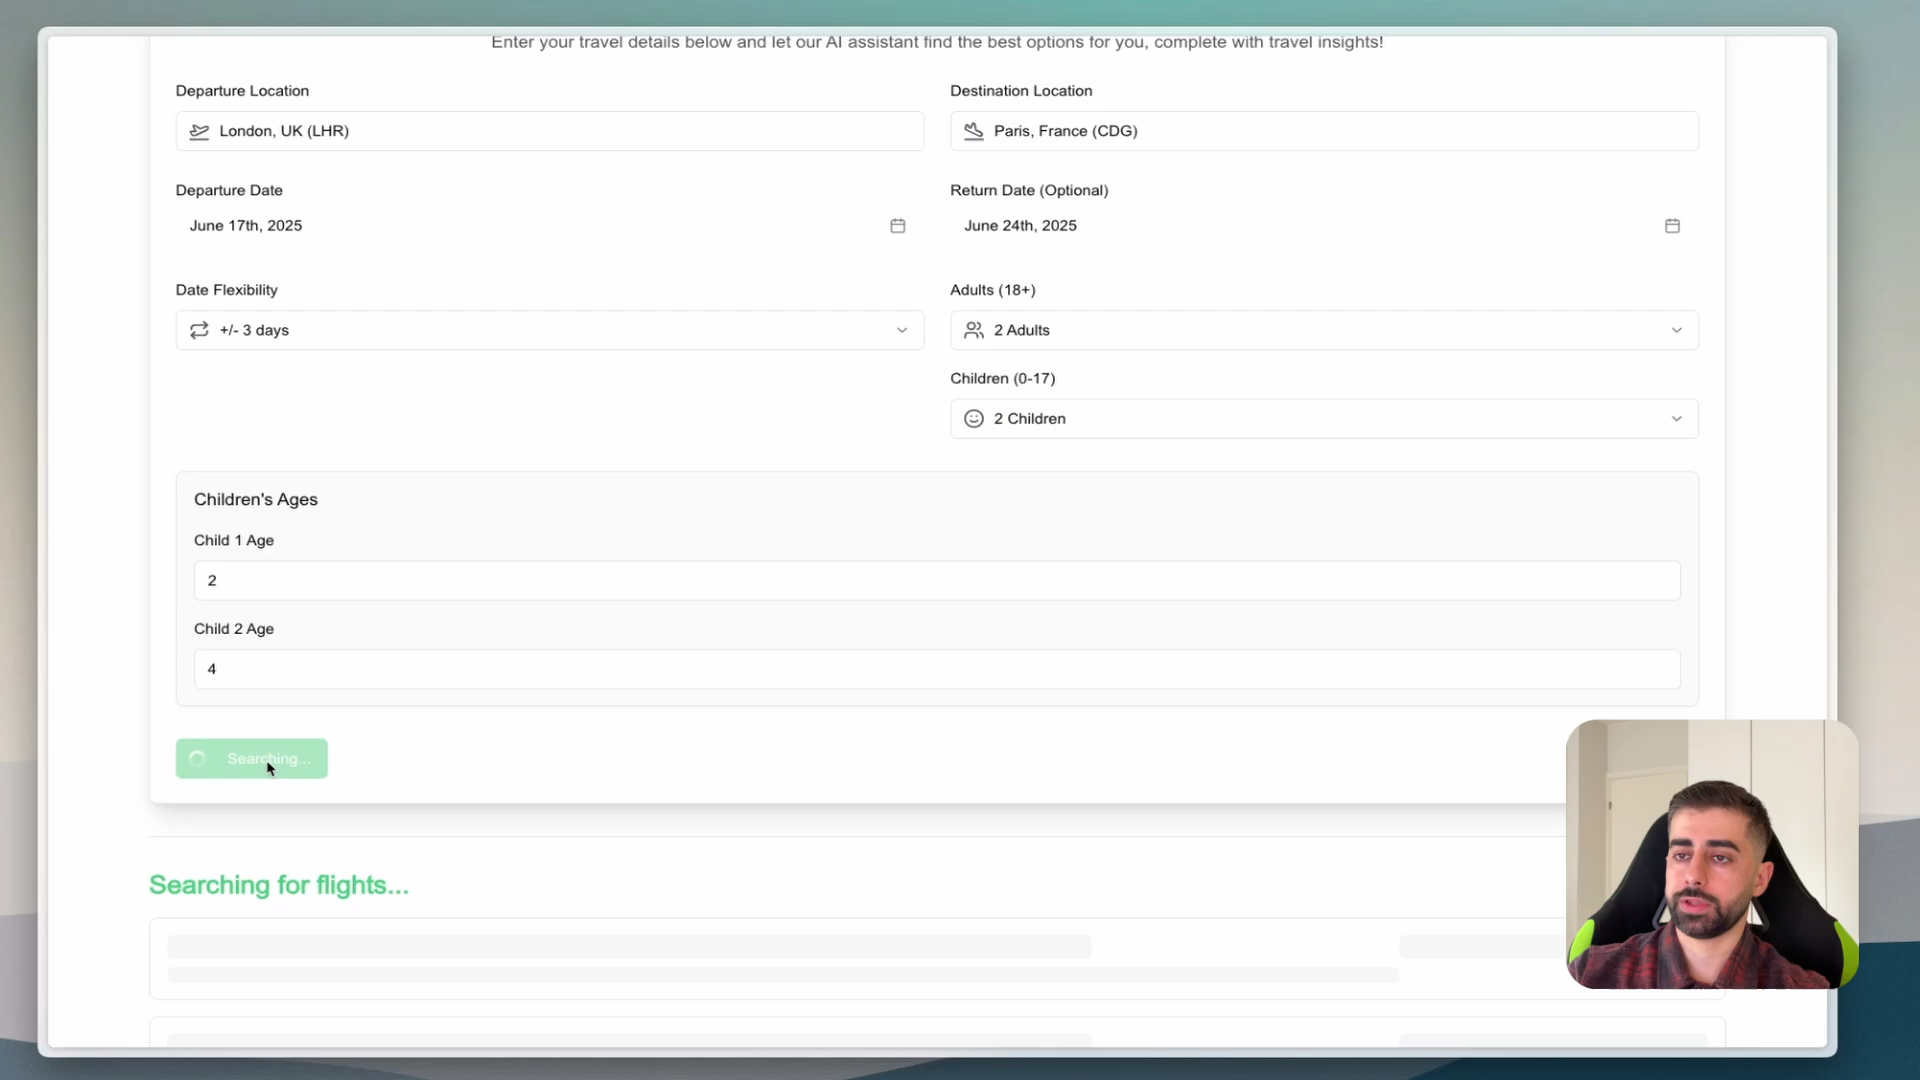 Enter your travel details below and let our AI assistant find the best options for you, complete with travel insights!
Departure Location
Destination Location
London, UK (LHR)
Paris, France (CDG)
Departure Date
Return Date (Optional)
June 17th, 2025
June 24th, 2025
Date Flexibility
Adults (18+)
+/- 3 days
2 Adults
Children (0-17)
2 Children
Children's Ages
Child 1 Age
2
Child 2 Age
4
Searching...
Searching for flights...